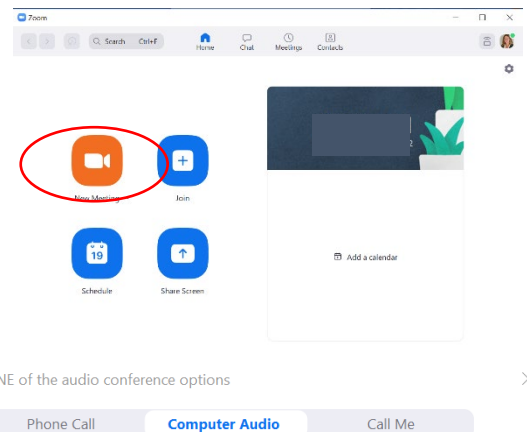 Zoom
Search Ctrl+F
Home
Chat
Meetings
Contacts
2
New Meeting
Join
19
Schedule
Share Screen
Add a calendar
NE of the audio conference options
Phone Call
Computer Audio
Call Me